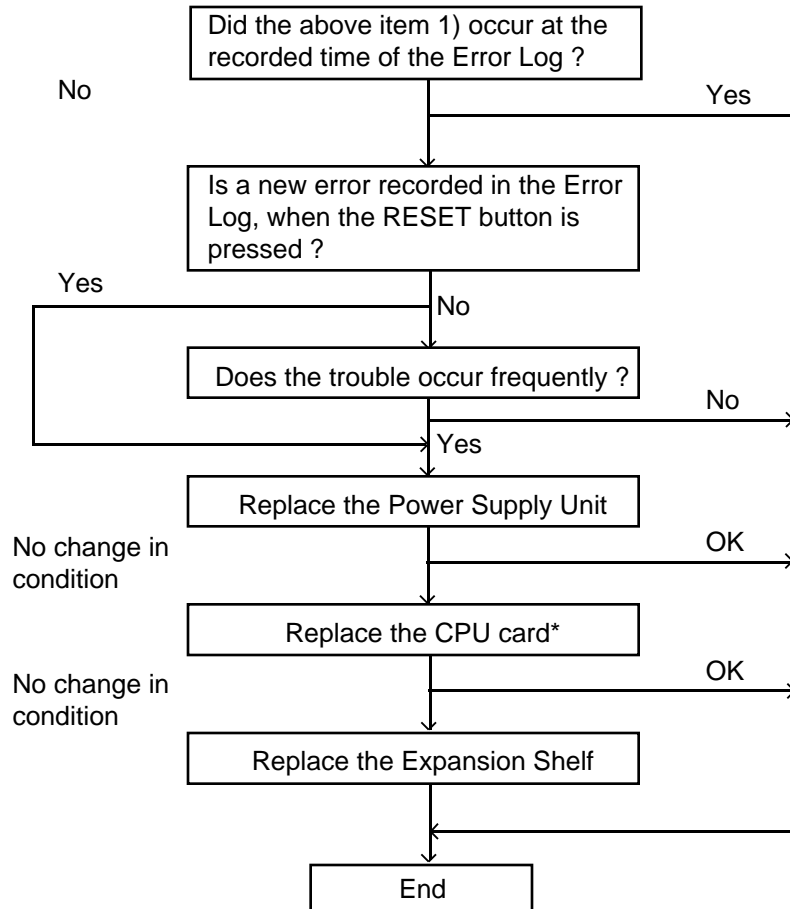 Did the above item 1) occur at the
recorded time of the Error Log ?
No
Yes
Is a new error recorded in the Error
Log, when the RESET button is
pressed ?
Yes
No
Does the trouble occur frequently ?
No
Yes
Replace the Power Supply Unit
No change in
condition
OK
Replace the CPU card*
No change in
condition
OK
Replace the Expansion Shelf
End